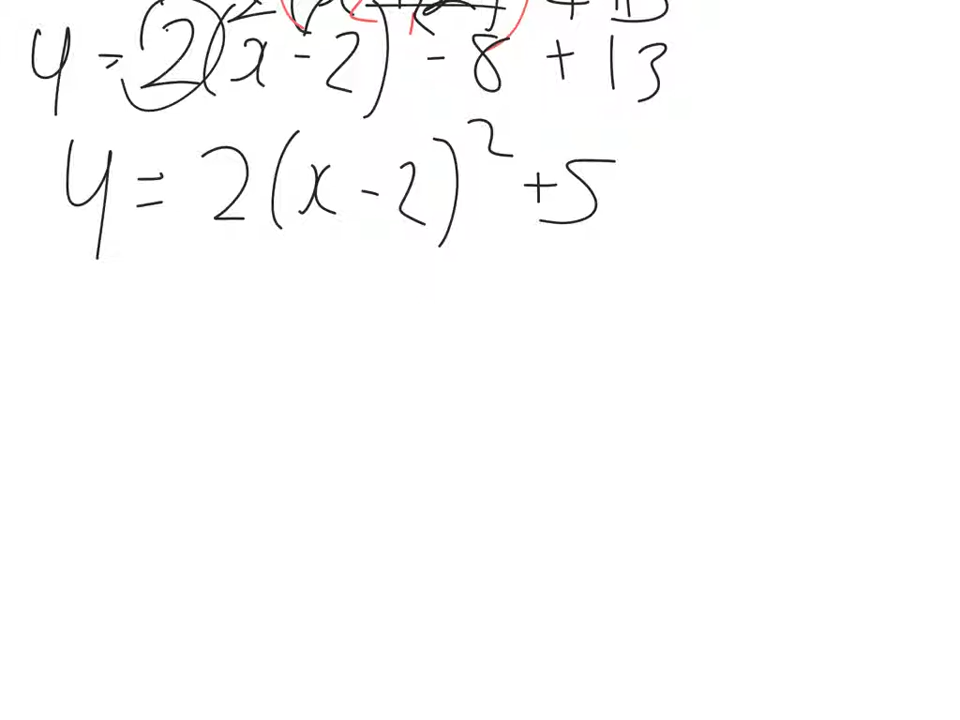 y = 2(x - 2) - 8 + 13
y = 2(x - 2)² + 5